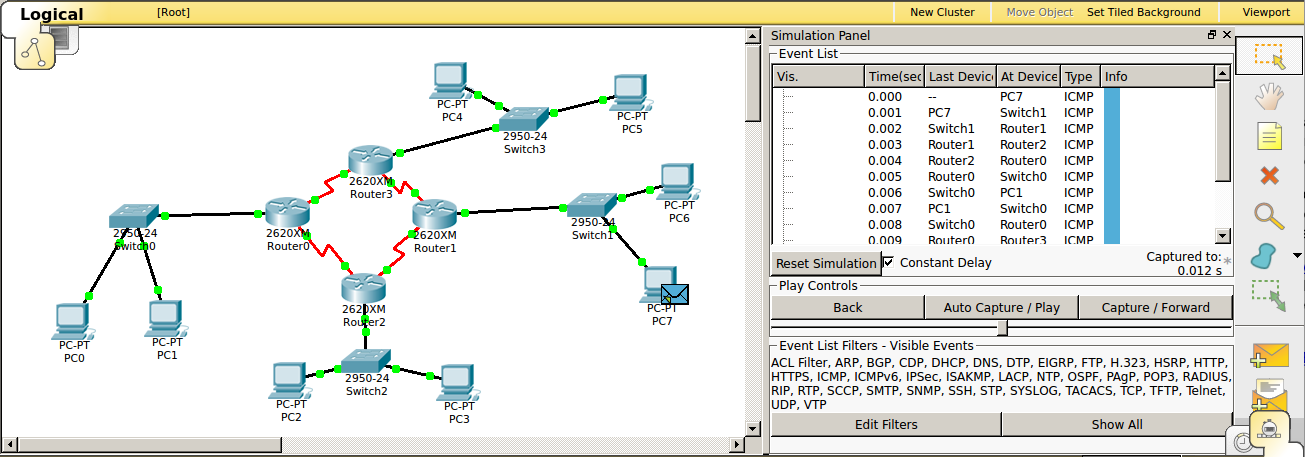 Logical
[Root]
New Cluster
Move Object
Set Tiled Background
Viewport
PC-PT
PC4
PC-PT
PC5
2950-24
Switch3
2620XM
Router3
PC-PT
PC6
2950-24
Switch0
2620XM
Router0
2620XM
Router1
2950-24
Switch1
PC-PT
PC7
2620XM
Router2
PC-PT
PC0
PC-PT
PC1
2950-24
Switch2
PC-PT
PC2
PC-PT
PC3
Simulation Panel
Event List
Vis. Time(sec Last Device At Device Type Info
0.000 -- PC7 ICMP
0.001 PC7 Switch1 ICMP
0.002 Switch1 Router1 ICMP
0.003 Router1 Router2 ICMP
0.004 Router2 Router0 ICMP
0.005 Router0 Switch0 ICMP
0.006 Switch0 PC1 ICMP
0.007 PC1 Switch0 ICMP
0.008 Switch0 Router0 ICMP
0.009 Router0 Router3 ICMP
Reset Simulation
Constant Delay
Captured to:
0.012 s
Play Controls
Back
Auto Capture / Play
Capture / Forward
Event List Filters - Visible Events
ACL Filter, ARP, BGP, CDP, DHCP, DNS, DTP, EIGRP, FTP, H.323, HSRP, HTTP,
HTTPS, ICMP, ICMPv6, IPSec, ISAKMP, LACP, NTP, OSPF, PAgP, POP3, RADIUS,
RIP, RTP, SCCP, SMTP, SNMP, SSH, STP, SYSLOG, TACACS, TCP, TFTP, Telnet,
UDP, VTP
Edit Filters
Show All